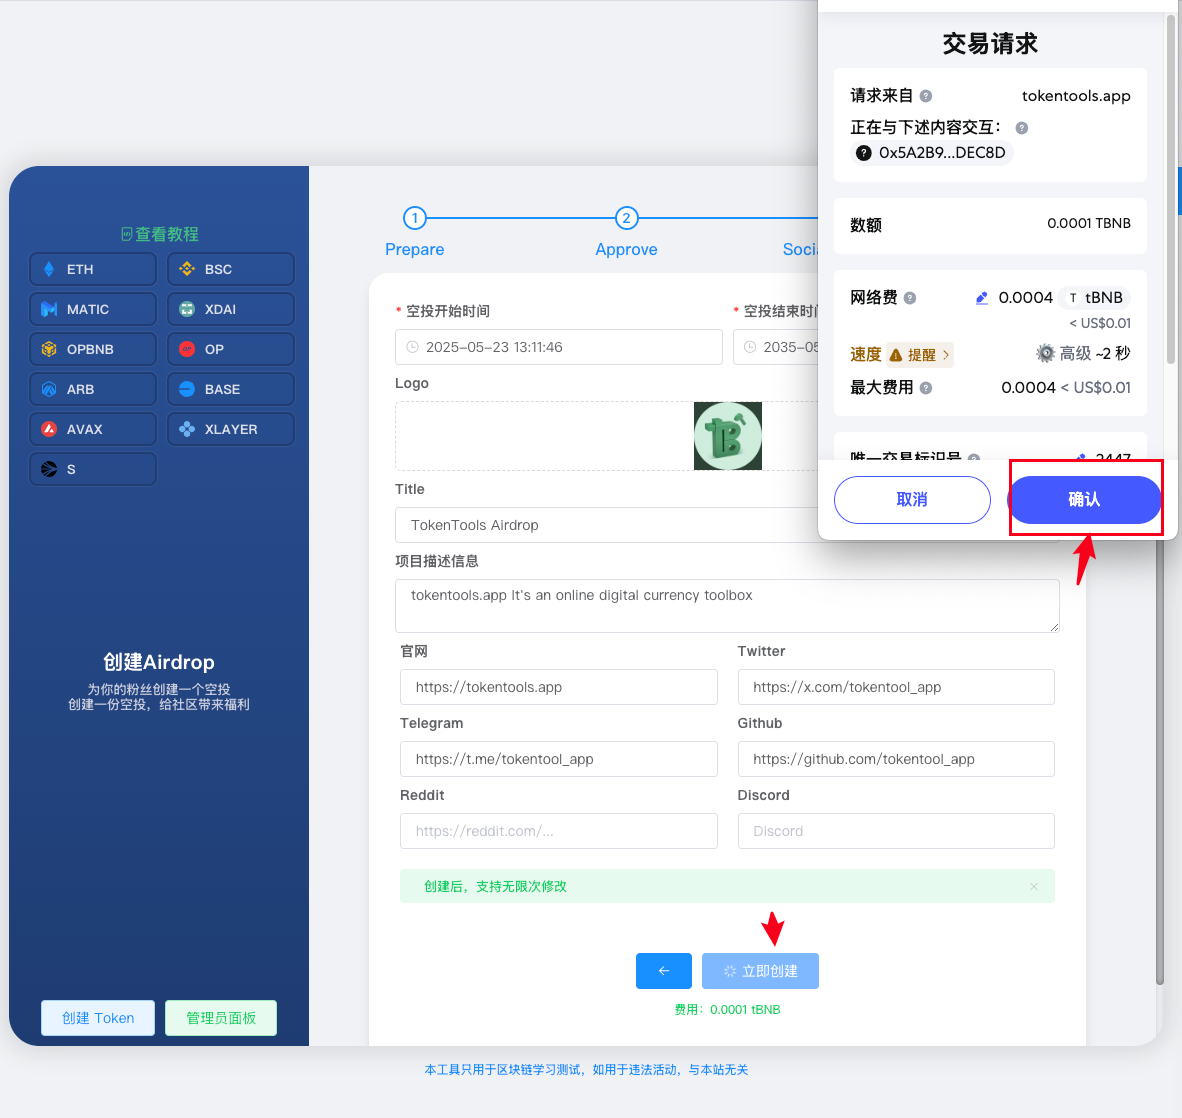 查看教程
ETH
BSC
MATIC
XDAI
OPBNB
OP
ARB
BASE
AVAX
XLAYER
S
创建Airdrop
为你的粉丝创建一个空投
创建一份空投，给社区带来福利
创建 Token
管理员面板
1
2
Prepare
Approve
* 空投开始时间
* 空投结束时
2025-05-23 13:11:46
2035-05
Logo
Title
TokenTools Airdrop
项目描述信息
tokentools.app It's an online digital currency toolbox
官网
Twitter
https://tokentools.app
https://x.com/tokentool_app
Telegram
Github
https://t.me/tokentool_app
https://github.com/tokentool_app
Reddit
Discord
https://reddit.com/...
Discord
创建后，支持无限次修改
←
立即创建
费用：0.0001 tBNB
本工具只用于区块链学习测试，如用于违法活动，与本站无关
交易请求
请求来自
tokentools.app
正在与下述内容交互：
0x5A2B9...DEC8D
数额
0.0001 TBNB
网络费
0.0004
T tBNB
< US$0.01
速度
提醒 >
高级 ~2 秒
最大费用
0.0004 < US$0.01
唯一交易标识号
2447
取消
确认